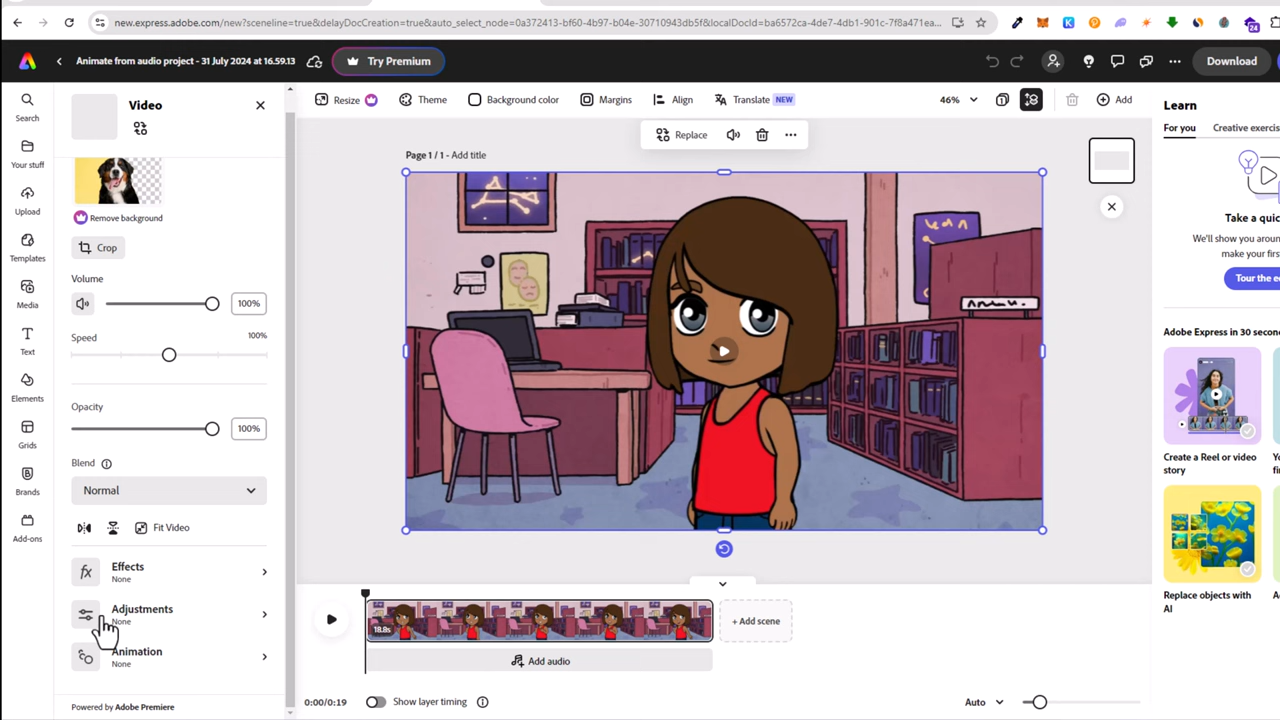 new.express.adobe.com/new?sceneline=true&delayDocCreation=true&auto_select_node=0a372413-bf60-4b97-b04e-30710943db5f&localDocId=ba6572ca-4de7-4db1-901c-7f8a471ea...
24
Animate from audio project - 31 July 2024 at 16.59.13
Try Premium
Download
Search
Your stuff
Upload
Templates
Media
Text
Elements
Grids
Brands
Add-ons
Video
Remove background
Crop
Volume
100%
Speed
100%
Opacity
100%
Blend
Normal
Fit Video
Effects
None
Adjustments
None
Animation
None
Powered by Adobe Premiere
Resize
Theme
Background color
Margins
Align
Translate NEW
46%
Add
Replace
Page 1 / 1 - Add title
18.8s
+ Add scene
Add audio
0:00/0:19
Show layer timing
Auto
Learn
For you
Creative exercis
Take a quic
We'll show you aroun
make your first
Tour the e
Adobe Express in 30 secon
Create a Reel or video
story
Yo
fir
Replace objects with
AI